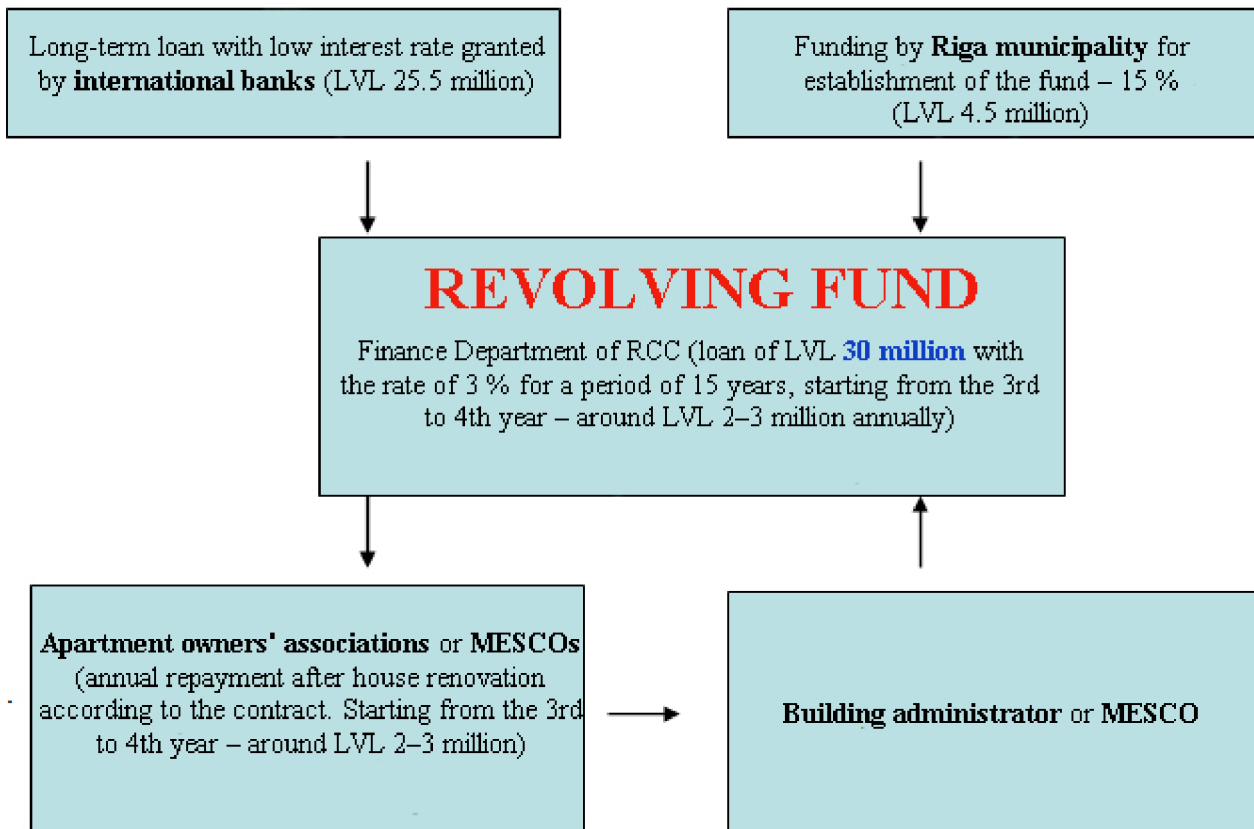 Long-term loan with low interest rate granted
by international banks (LVL 25.5 million)
Funding by Riga municipality for
establishment of the fund – 15 %
(LVL 4.5 million)
REVOLVING FUND
Finance Department of RCC (loan of LVL 30 million with
the rate of 3 % for a period of 15 years, starting from the 3rd
to 4th year – around LVL 2–3 million annually)
Apartment owners' associations or MESCOs
(annual repayment after house renovation
according to the contract. Starting from the 3rd
to 4th year – around LVL 2–3 million)
Building administrator or MESCO